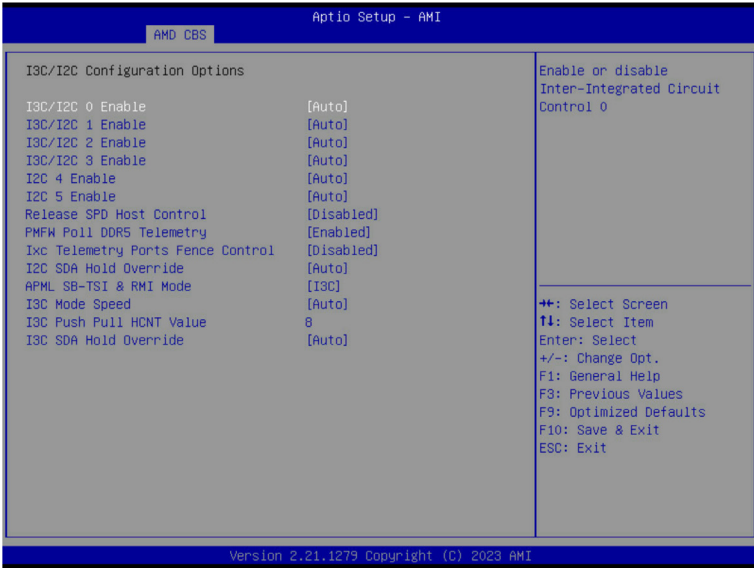 Aptio Setup - AMI
AMD CBS
I3C/I2C Configuration Options
I3C/I2C 0 Enable [Auto]
I3C/I2C 1 Enable [Auto]
I3C/I2C 2 Enable [Auto]
I3C/I2C 3 Enable [Auto]
I2C 4 Enable [Auto]
I2C 5 Enable [Auto]
Release SPD Host Control [Disabled]
PMFW Poll DDR5 Telemetry [Enabled]
Ixc Telemetry Ports Fence Control [Disabled]
I2C SDA Hold Override [Auto]
APML SB-TSI & RMI Mode [I3C]
I3C Mode Speed [Auto]
I3C Push Pull HCNT Value 8
I3C SDA Hold Override [Auto]
Enable or disable
Inter-Integrated Circuit
Control 0
→←: Select Screen
↑↓: Select Item
Enter: Select
+/-: Change Opt.
F1: General Help
F3: Previous Values
F9: Optimized Defaults
F10: Save & Exit
ESC: Exit
Version 2.21.1279 Copyright (C) 2023 AMI